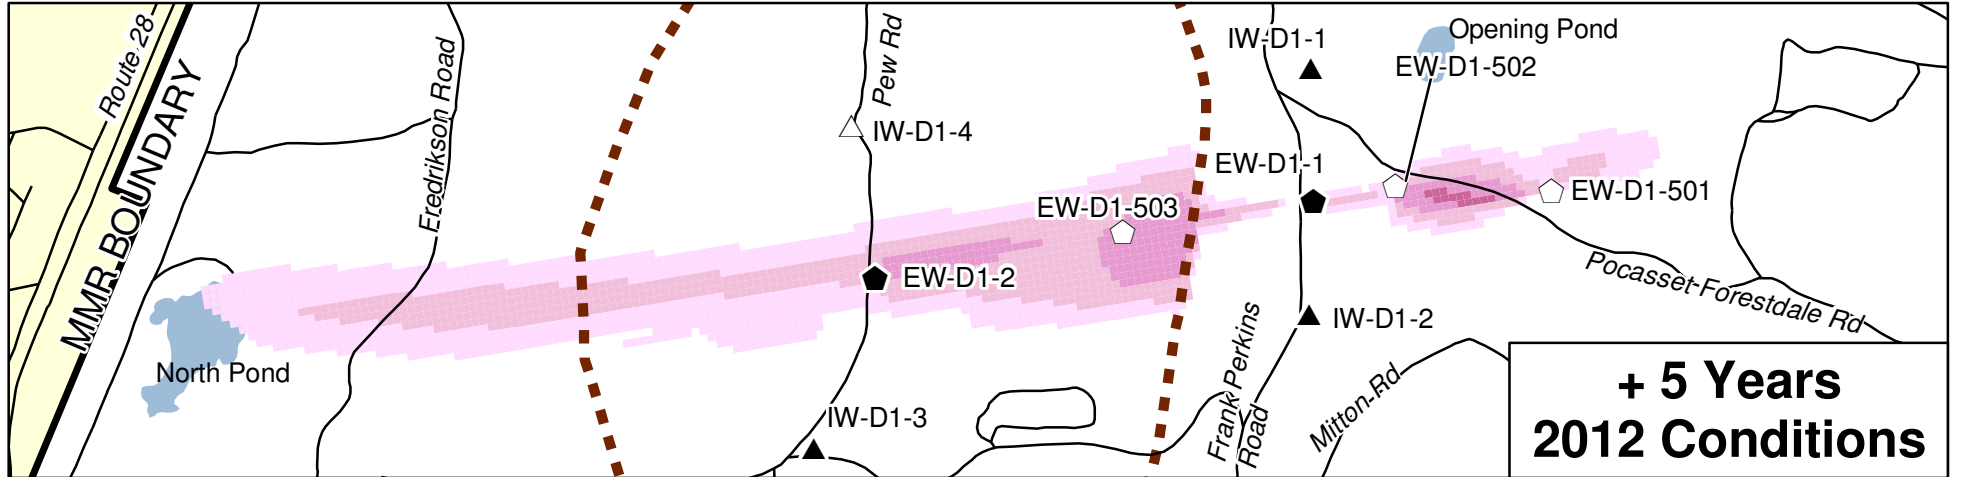 Route 28
MMR BOUNDARY
Fredrikson Road
Pew Rd
IW-D1-4
IW-D1-1
Opening Pond
EW-D1-502
EW-D1-1
EW-D1-501
EW-D1-503
EW-D1-2
Pocasset-Forestdale Rd
IW-D1-2
North Pond
IW-D1-3
Frank Perkins
Road
Mitton Rd
+ 5 Years
2012 Conditions